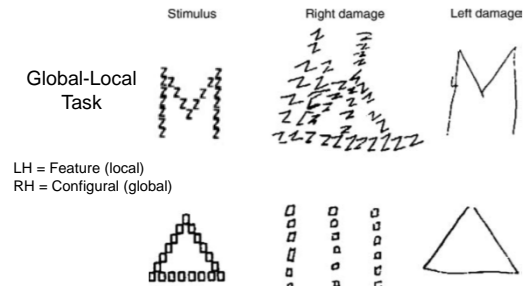 Stimulus
Right damage
Left damage
Global-Local
Task
LH = Feature (local)
RH = Configural (global)